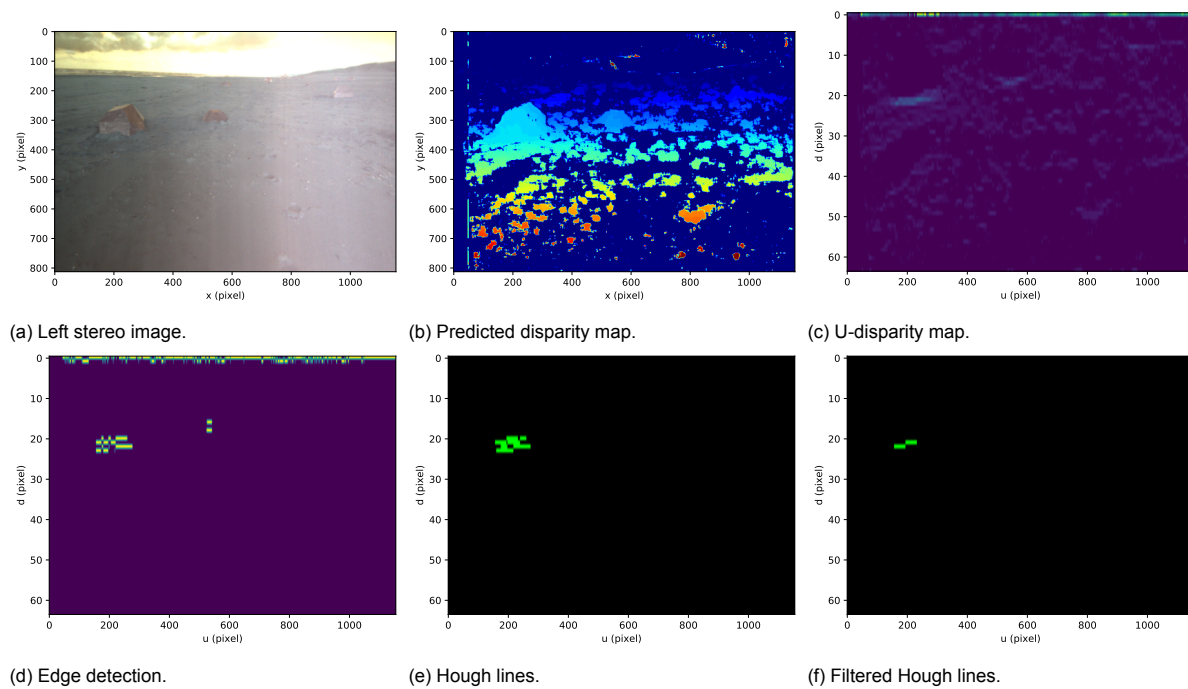 0
100
200
300
400
500
600
700
800
y (pixel)
0 200 400 600 800 1000
x (pixel)
(a) Left stereo image.
0
100
200
300
400
500
600
700
800
y (pixel)
0 200 400 600 800 1000
x (pixel)
(b) Predicted disparity map.
0
10
20
30
40
50
60
d (pixel)
0 200 400 600 800 1000
u (pixel)
(c) U-disparity map.
0
10
20
30
40
50
60
d (pixel)
0 200 400 600 800 1000
u (pixel)
(d) Edge detection.
0
10
20
30
40
50
60
d (pixel)
0 200 400 600 800 1000
u (pixel)
(e) Hough lines.
0
10
20
30
40
50
60
d (pixel)
0 200 400 600 800 1000
u (pixel)
(f) Filtered Hough lines.